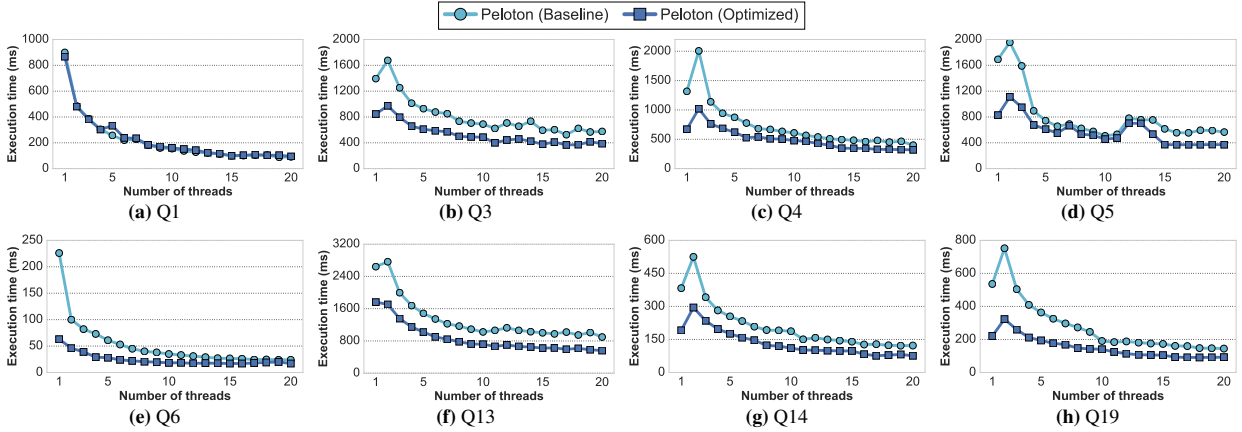 Peloton (Baseline) Peloton (Optimized)
1000
800
600
400
200
0
Execution time (ms)
1 5 10 15 20
Number of threads
(a) Q1
2000
1600
1200
800
400
0
Execution time (ms)
1 5 10 15 20
Number of threads
(b) Q3
2000
1500
1000
500
0
Execution time (ms)
1 5 10 15 20
Number of threads
(c) Q4
2000
1600
1200
800
400
0
Execution time (ms)
1 5 10 15 20
Number of threads
(d) Q5
250
200
150
100
50
0
Execution time (ms)
1 5 10 15 20
Number of threads
(e) Q6
3200
2400
1600
800
0
Execution time (ms)
1 5 10 15 20
Number of threads
(f) Q13
600
450
300
150
0
Execution time (ms)
1 5 10 15 20
Number of threads
(g) Q14
800
600
400
200
0
Execution time (ms)
1 5 10 15 20
Number of threads
(h) Q19